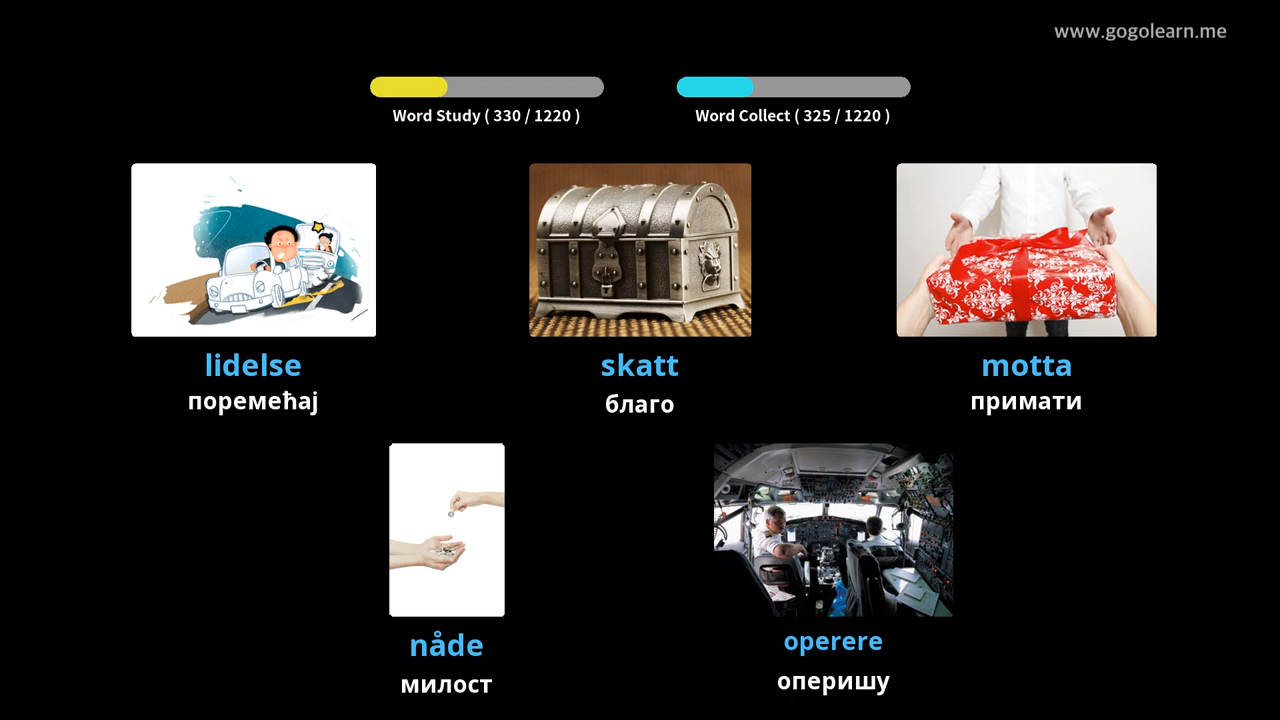 www.gogolearn.me
Word Study ( 330 / 1220 )
Word Collect ( 325 / 1220 )
lidelse
поремећај
skatt
благо
motta
примати
nåde
милост
operere
оперишу